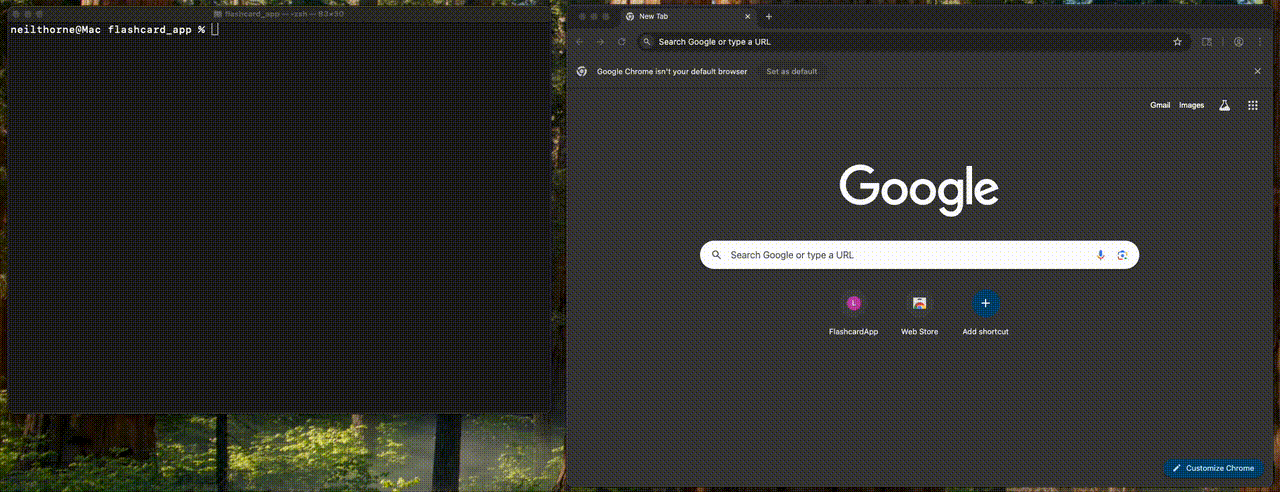 flashcard_app — -zsh — 83×30
neilthorne@Mac flashcard_app %
New Tab
Search Google or type a URL
Google Chrome isn't your default browser
Set as default
Gmail
Images
Google
Search Google or type a URL
L
FlashcardApp
Web Store
Add shortcut
Customize Chrome